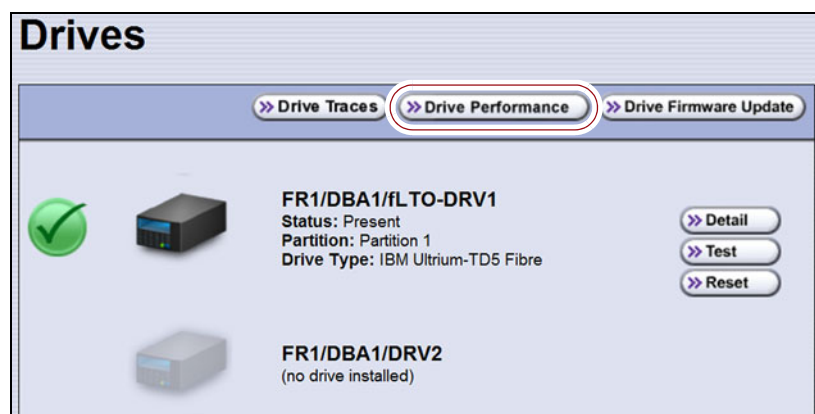 Drives
» Drive Traces » Drive Performance » Drive Firmware Update
FR1/DBA1/fLTO-DRV1
Status: Present
Partition: Partition 1
Drive Type: IBM Ultrium-TD5 Fibre
» Detail
» Test
» Reset
FR1/DBA1/DRV2
(no drive installed)